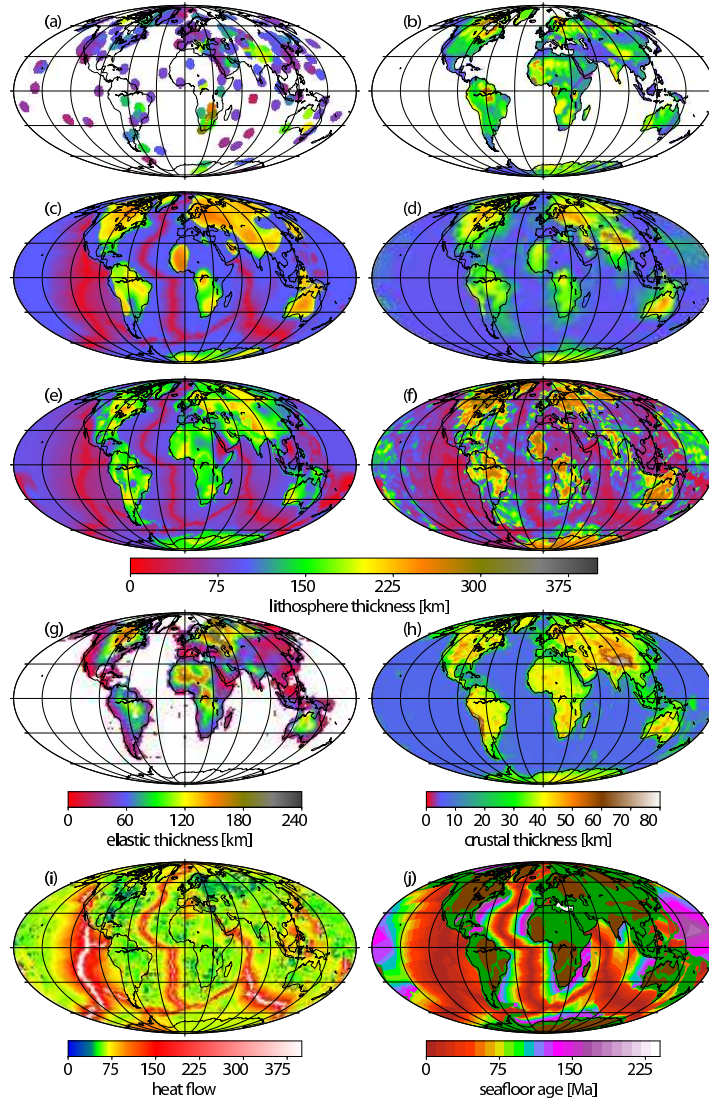 (a) (b)
(c) (d)
(e) (f)
0 75 150 225 300 375
lithosphere thickness [km]
(g) (h)
0 60 120 180 240
elastic thickness [km]
0 10 20 30 40 50 60 70 80
crustal thickness [km]
(i) (j)
0 75 150 225 300 375
heat flow
0 75 150 225
seafloor age [Ma]